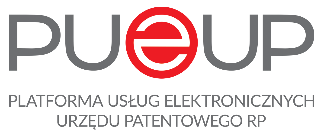 PUeUP
PLATFORMA USŁUG ELEKTRONICZNYCH
URZĘDU PATENTOWEGO RP